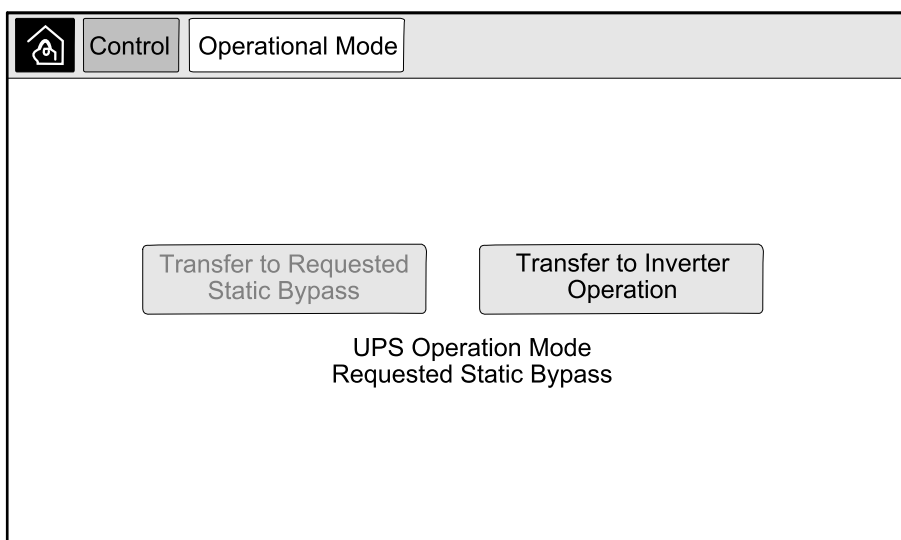 Control
Operational Mode
Transfer to Requested
Static Bypass
Transfer to Inverter
Operation
UPS Operation Mode
Requested Static Bypass